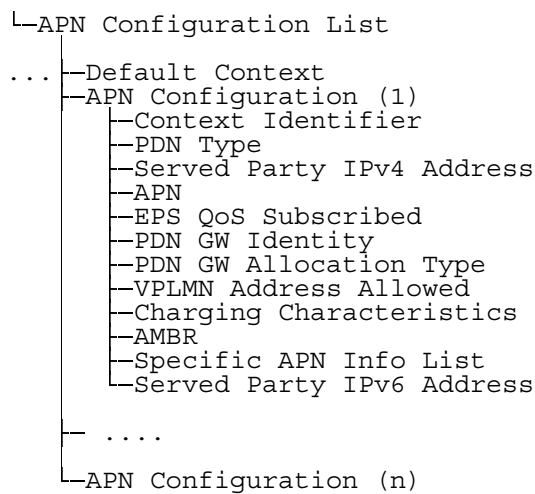 APN Configuration List
... Default Context
APN Configuration (1)
Context Identifier
PDN Type
Served Party IPv4 Address
APN
EPS QoS Subscribed
PDN GW Identity
PDN GW Allocation Type
VPLMN Address Allowed
Charging Characteristics
AMBR
Specific APN Info List
Served Party IPv6 Address
....
APN Configuration (n)